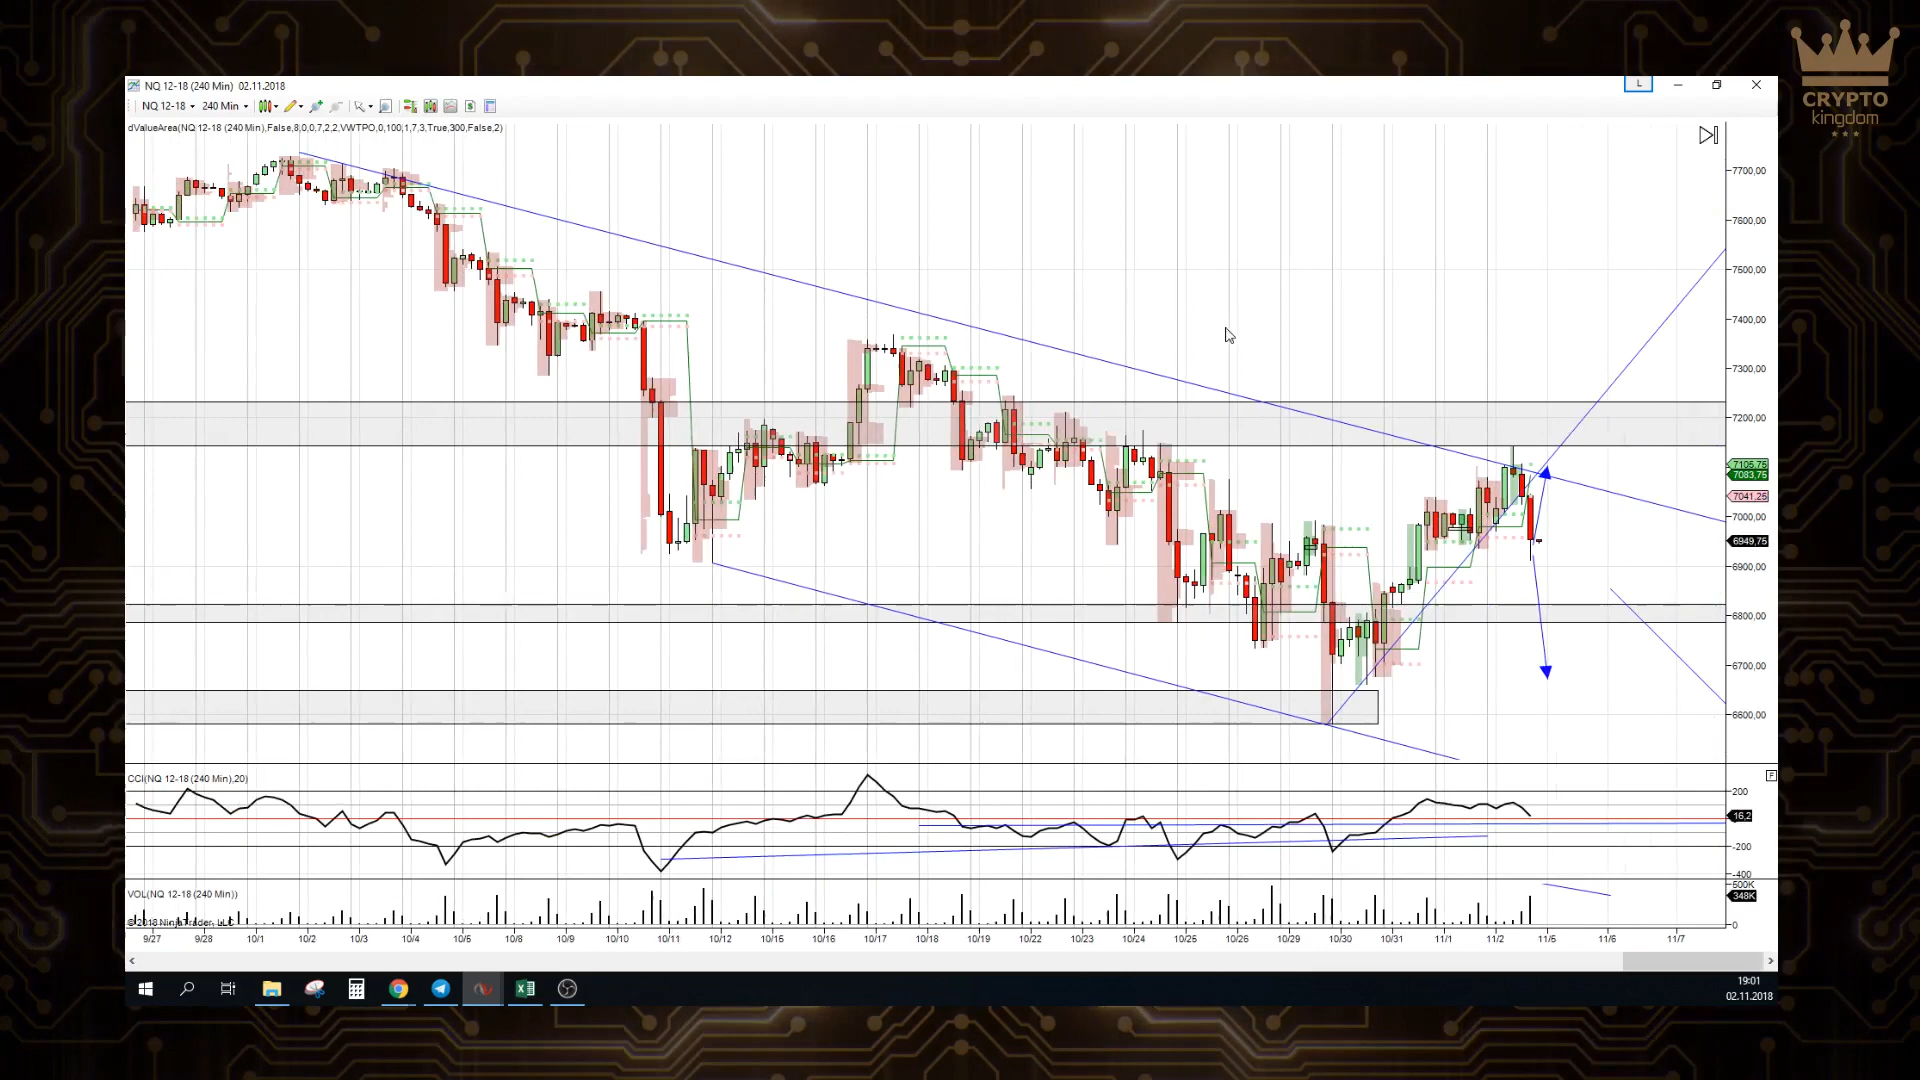 CRYPTO
kingdom
NQ 12-18 (240 Min) 02.11.2018
L
NQ 12-18 240 Min
dValueArea(NQ 12-18 (240 Min),False,8,0,0,7,2,2,VWTPO,0,100,1,7,3,True,300,False,2)
7700,00
7600,00
7500,00
7400,00
7300,00
7200,00
7105,75
7083,75
7041,25
7000,00
6949,75
6900,00
6800,00
6700,00
6600,00
CCI(NQ 12-18 (240 Min),20)
F
200
16,2
-200
-400
VOL(NQ 12-18 (240 Min))
500K
348K
0
© 2018 NinjaTrader, LLC
9/27 9/28 10/1 10/2 10/3 10/4 10/5 10/8 10/9 10/10 10/11 10/12 10/15 10/16 10/17 10/18 10/19 10/22 10/23 10/24 10/25 10/26 10/29 10/30 10/31 11/1 11/2 11/5 11/6 11/7
19:01
02.11.2018